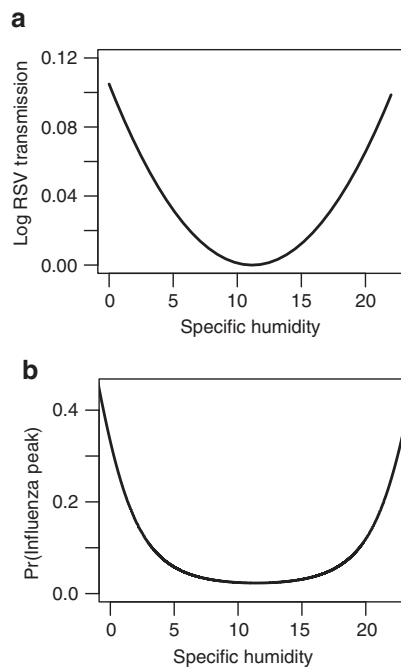 a
0.12
0.08
0.04
0.00
Log RSV transmission
0 5 10 15 20
Specific humidity
b
0.4
0.2
0.0
Pr(Influenza peak)
0 5 10 15 20
Specific humidity